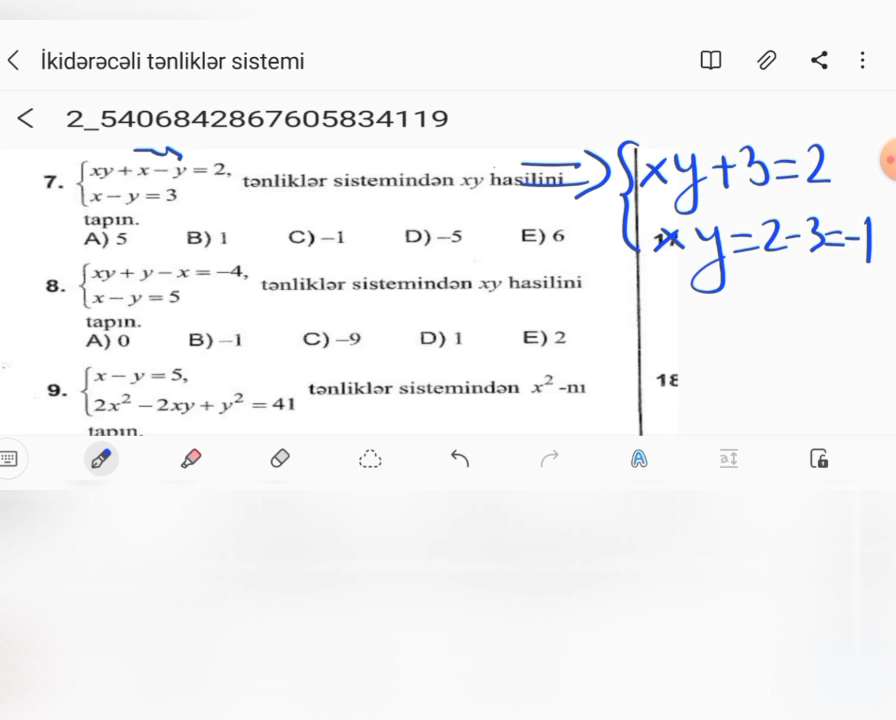 İkidərəcəli tənliklər sistemi
2_5406842867605834119
7. {xy + x − y = 2, x − y = 3 tənliklər sistemindən xy hasilini
tapın.
A) 5 B) 1 C) −1 D) −5 E) 6
8. {xy + y − x = −4, x − y = 5 tənliklər sistemindən xy hasilini
tapın.
A) 0 B) −1 C) −9 D) 1 E) 2
9. {x − y = 5, 2x² − 2xy + y² = 41 tənliklər sistemindən x² -nı
tapın.
xy+3=2
xy=2-3=-1
18